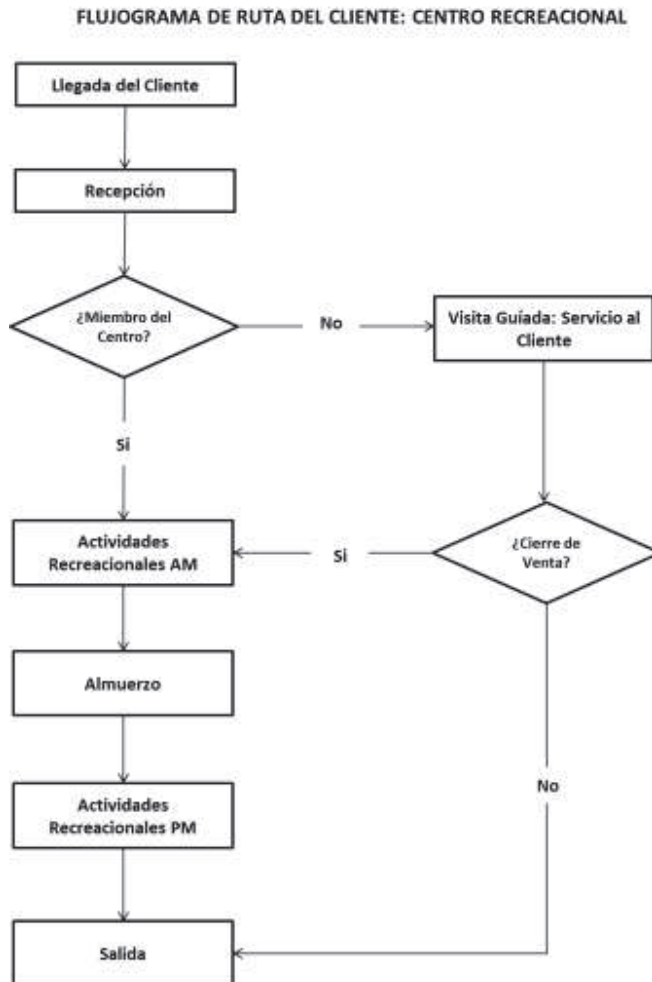 FLUJOGRAMA DE RUTA DEL CLIENTE: CENTRO RECREACIONAL
Llegada del Cliente
Recepción
¿Miembro del
Centro?
No
Visita Guíada: Servicio al
Cliente
Si
Actividades
Recreacionales AM
Si
¿Cierre de
Venta?
Almuerzo
No
Actividades
Recreacionales PM
Salida